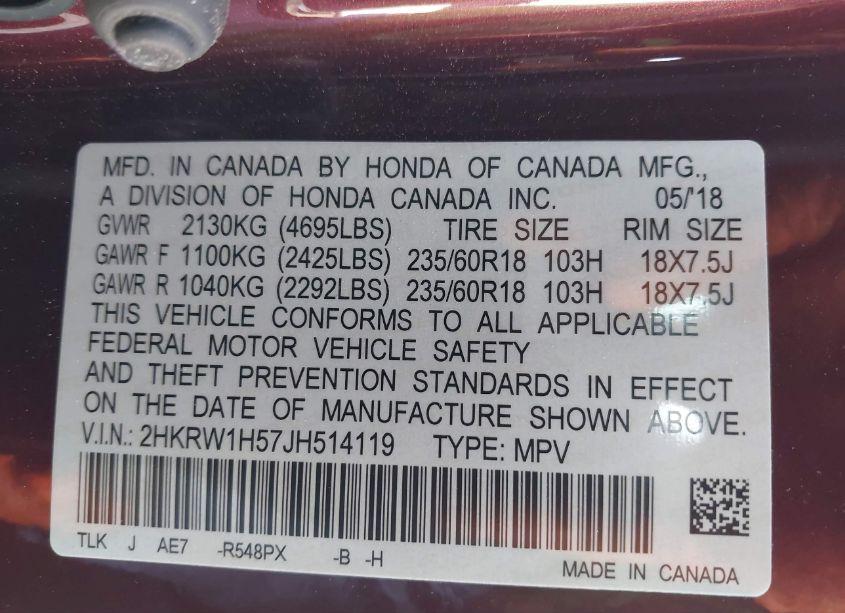 MFD. IN CANADA BY HONDA OF CANADA MFG.,
A DIVISION OF HONDA CANADA INC. 05/'18
GVWR 2130KG (4695LBS) TIRE SIZE RIM SIZE
GAWR F 1100KG (2425LBS) 235/60R18 103H 18X7.5J
GAWR R 1040KG (2292LBS) 235/60R18 103H 18X7.5J
THIS VEHICLE CONFORMS TO ALL APPLICABLE
FEDERAL MOTOR VEHICLE SAFETY
AND THEFT PREVENTION STANDARDS IN EFFECT
ON THE DATE OF MANUFACTURE SHOWN ABOVE.
V.I.N.: 2HKRW1H57JH514119 TYPE: MPV
TLK J AE7 -R548PX -B -H
MADE IN CANADA